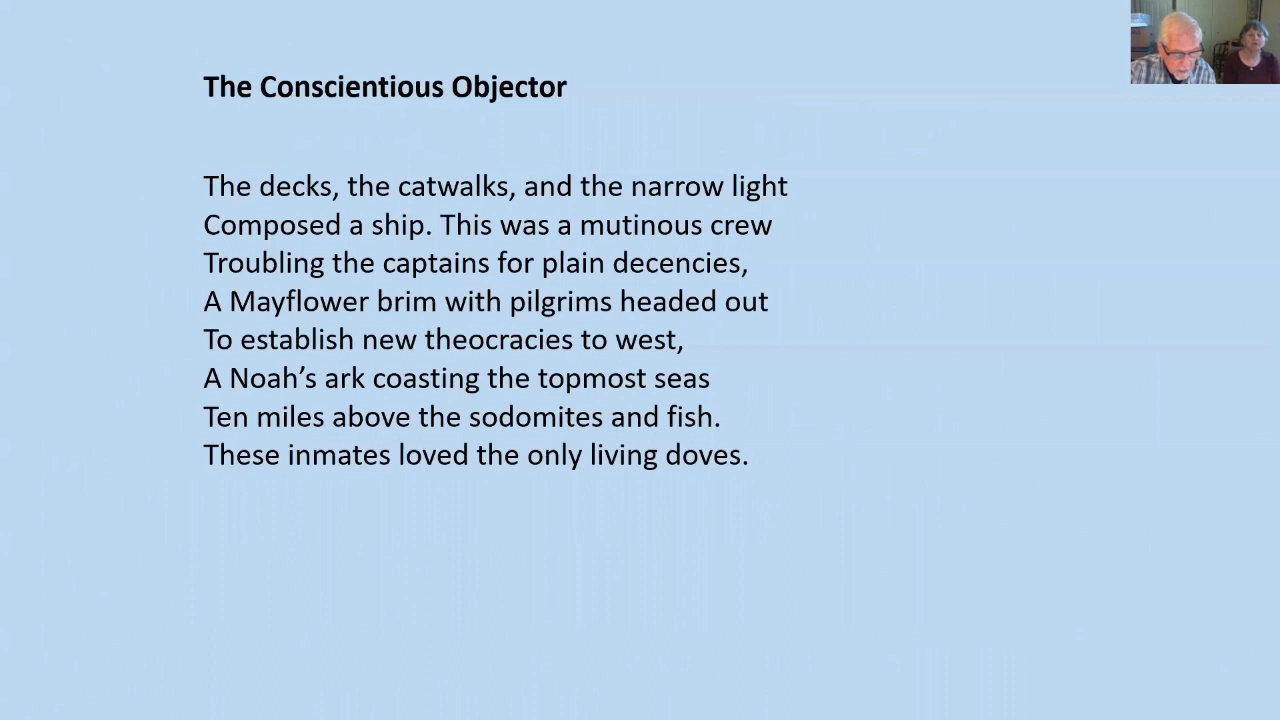 The Conscientious Objector
The decks, the catwalks, and the narrow light
Composed a ship. This was a mutinous crew
Troubling the captains for plain decencies,
A Mayflower brim with pilgrims headed out
To establish new theocracies to west,
A Noah’s ark coasting the topmost seas
Ten miles above the sodomites and fish.
These inmates loved the only living doves.